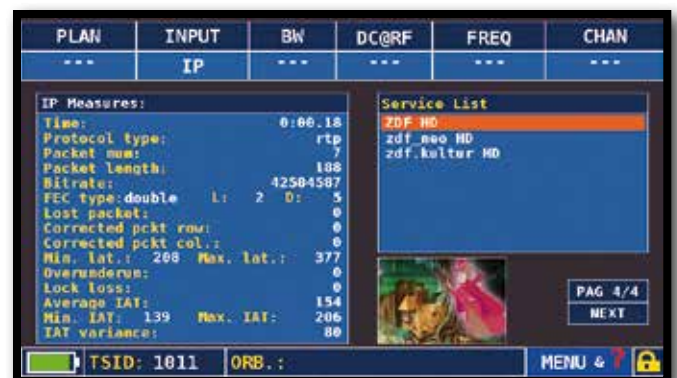 PLAN INPUT BW DC@RF FREQ CHAN
--- IP --- --- --- ---
IP Measures:
Time: 0:00.18
Protocol type: rtp
Packet num: 7
Packet length: 188
Bitrate: 42504587
FEC type:double L: 2 D: 5
Lost packet: 0
Corrected pckt row: 0
Corrected pckt col.: 0
Min. lat.: 208 Max. lat.: 377
Overunderun: 0
Lock loss: 0
Average IAT: 154
Min. IAT: 139 Max. IAT: 206
IAT variance: 80
Service List
ZDF HD
zdf_neo HD
zdf.kultur HD
PAG 4/4
NEXT
TSID: 1011 ORB.: MENU & ?